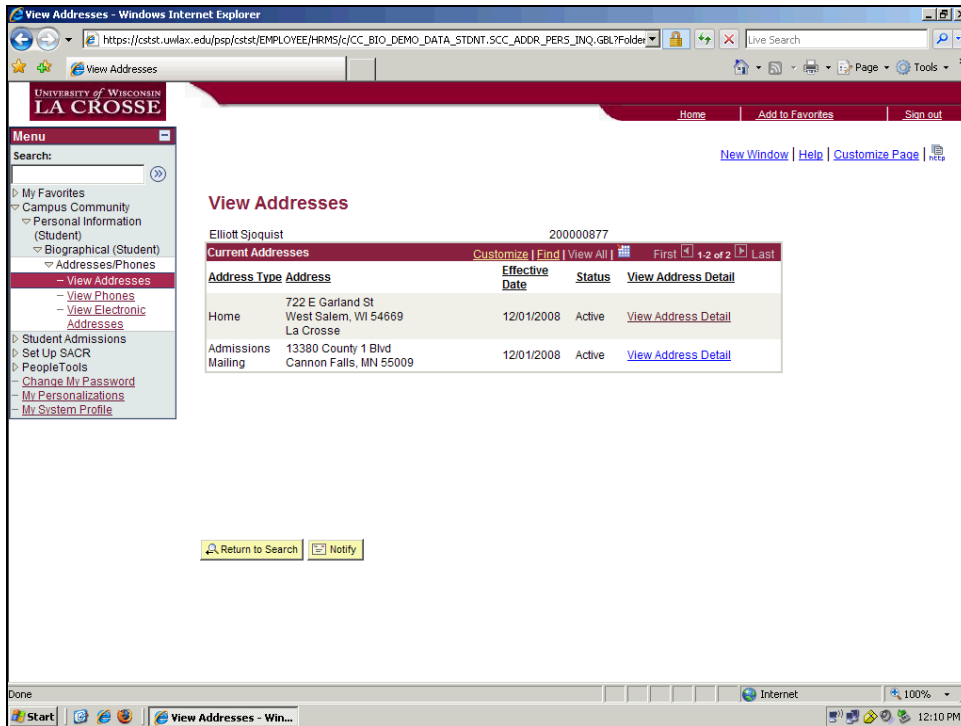 View Addresses - Windows Internet Explorer
https://cstst.uwlax.edu/psp/cstst/EMPLOYEE/HRMS/c/CC_BIO_DEMO_DATA_STDNT.SCC_ADDR_PERS_INQ.GBL?Folder
Live Search
View Addresses
Page
Tools
UNIVERSITY of WISCONSIN
LA CROSSE
Home
Add to Favorites
Sign out
Menu
Search:
New Window | Help | Customize Page |
http
My Favorites
Campus Community
Personal Information
(Student)
Biographical (Student)
Addresses/Phones
– View Addresses
– View Phones
– View Electronic
Addresses
Student Admissions
Set Up SACR
PeopleTools
– Change My Password
– My Personalizations
– My System Profile
View Addresses
Elliott Sjoquist 200000877
Current Addresses Customize | Find | View All | First 1-2 of 2 Last
Address Type Address Effective Date Status View Address Detail
Home 722 E Garland St
West Salem, WI 54669
La Crosse
12/01/2008 Active View Address Detail
Admissions Mailing 13380 County 1 Blvd
Cannon Falls, MN 55009
12/01/2008 Active View Address Detail
Return to Search Notify
Done Internet 100%
Start View Addresses - Win... 12:10 PM